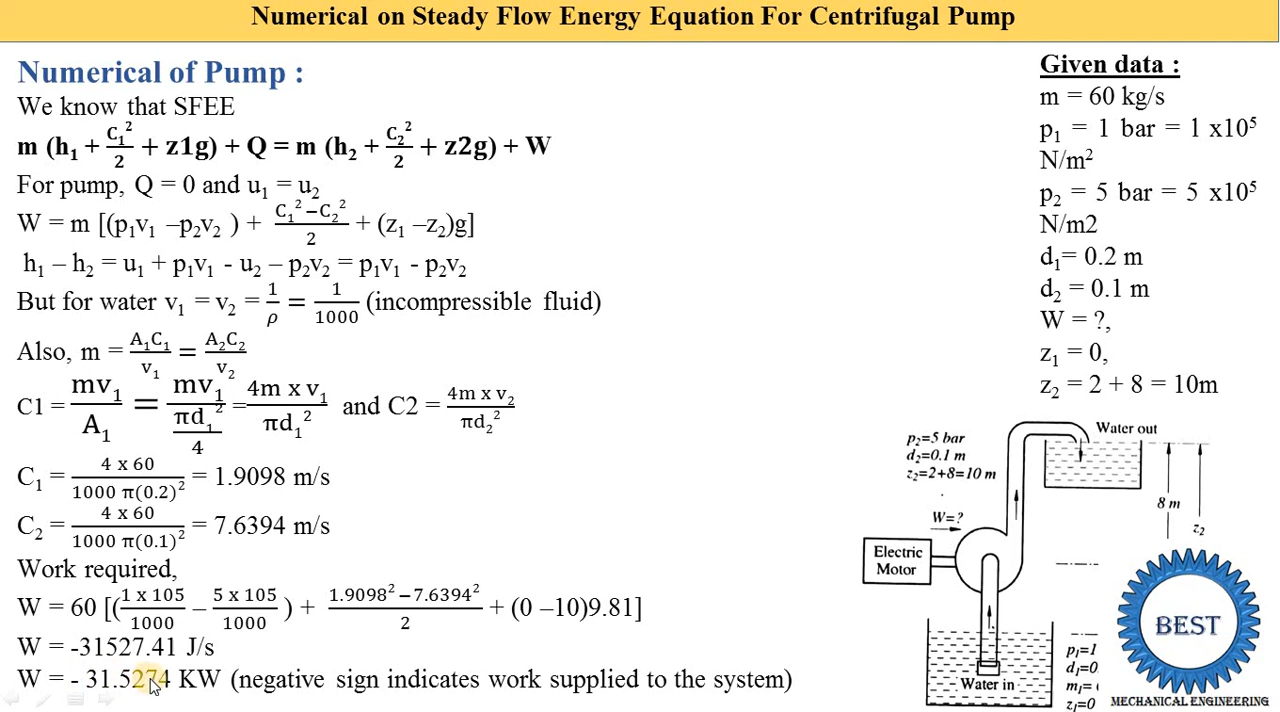 Numerical on Steady Flow Energy Equation For Centrifugal Pump
Numerical of Pump :
We know that SFEE
m (h₁ + C₁²/2 + z1g) + Q = m (h₂ + C₂²/2 + z2g) + W
For pump, Q = 0 and u₁ = u₂
W = m [(p₁v₁ –p₂v₂ ) + (C₁² –C₂²)/2 + (z₁ –z₂)g]
h₁ – h₂ = u₁ + p₁v₁ - u₂ – p₂v₂ = p₁v₁ - p₂v₂
But for water v₁ = v₂ = 1/ρ = 1/1000 (incompressible fluid)
Also, m = A₁C₁/v₁ = A₂C₂/v₂
C1 = mv₁/A₁ = mv₁/(πd₁²/4) = 4m x v₁/πd₁² and C2 = 4m x v₂/πd₂²
C₁ = 4 x 60/1000 π(0.2)² = 1.9098 m/s
C₂ = 4 x 60/1000 π(0.1)² = 7.6394 m/s
Work required,
W = 60 [(1 x 105/1000 – 5 x 105/1000 ) + (1.9098² –7.6394²)/2 + (0 –10)9.81]
W = -31527.41 J/s
W = - 31.5274 KW (negative sign indicates work supplied to the system)
Given data :
m = 60 kg/s
p₁ = 1 bar = 1 x10⁵
N/m²
p₂ = 5 bar = 5 x10⁵
N/m2
d₁= 0.2 m
d₂ = 0.1 m
W = ?,
z₁ = 0,
z₂ = 2 + 8 = 10m
Water out
p₂=5 bar
d₂=0.1 m
z₂=2+8=10 m
8 m
z₂
W=?
Electric
Motor
Water in
p₁=1
d₁=0.
m₁=
z₁=0
BEST
MECHANICAL ENGINEERING